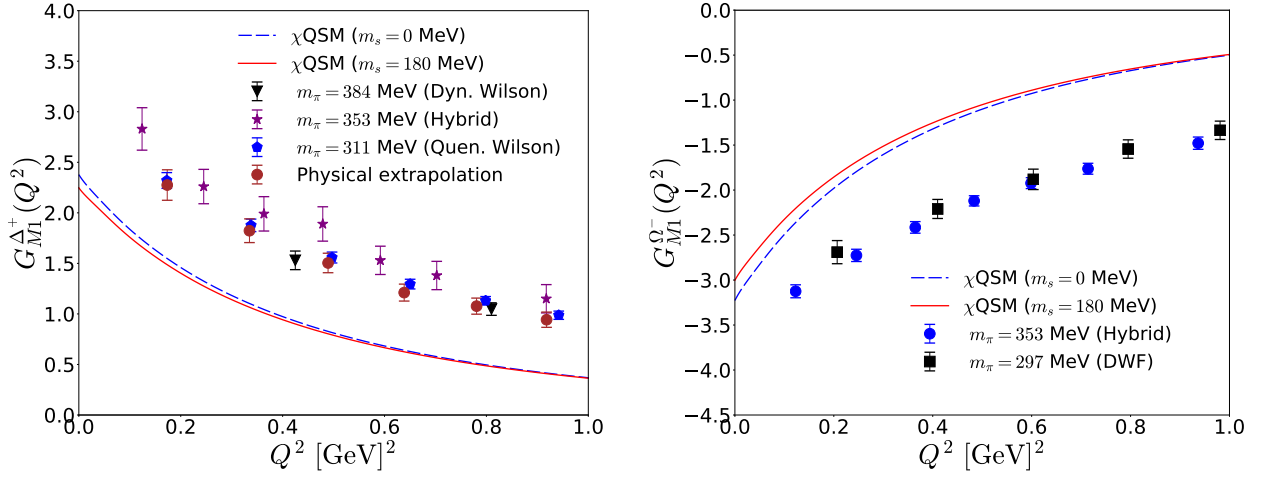 4.0
3.5
3.0
2.5
2.0
1.5
1.0
0.5
0.0
0.0 0.2 0.4 0.6 0.8 1.0
Q² [GeV]²
G_{M1}^{Δ⁺}(Q²)
χQSM (m_s = 0 MeV)
χQSM (m_s = 180 MeV)
m_π = 384 MeV (Dyn. Wilson)
m_π = 353 MeV (Hybrid)
m_π = 311 MeV (Quen. Wilson)
Physical extrapolation
−0.0
−0.5
−1.0
−1.5
−2.0
−2.5
−3.0
−3.5
−4.0
−4.5
0.0 0.2 0.4 0.6 0.8 1.0
Q² [GeV]²
G_{M1}^{Ω⁻}(Q²)
χQSM (m_s = 0 MeV)
χQSM (m_s = 180 MeV)
m_π = 353 MeV (Hybrid)
m_π = 297 MeV (DWF)